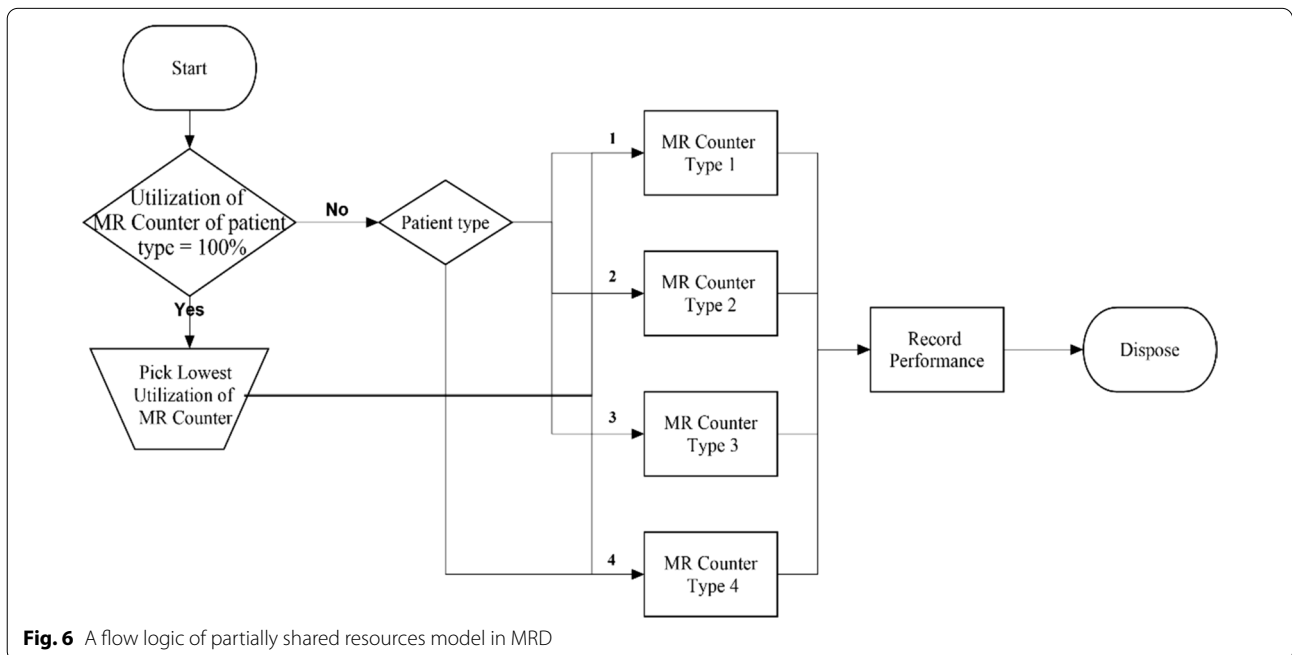 Start
Utilization of
MR Counter of patient
type = 100%
No
Patient type
Yes
Pick Lowest
Utilization of
MR Counter
1
MR Counter
Type 1
2
MR Counter
Type 2
3
MR Counter
Type 3
4
MR Counter
Type 4
Record
Performance
Dispose
Fig. 6 A flow logic of partially shared resources model in MRD